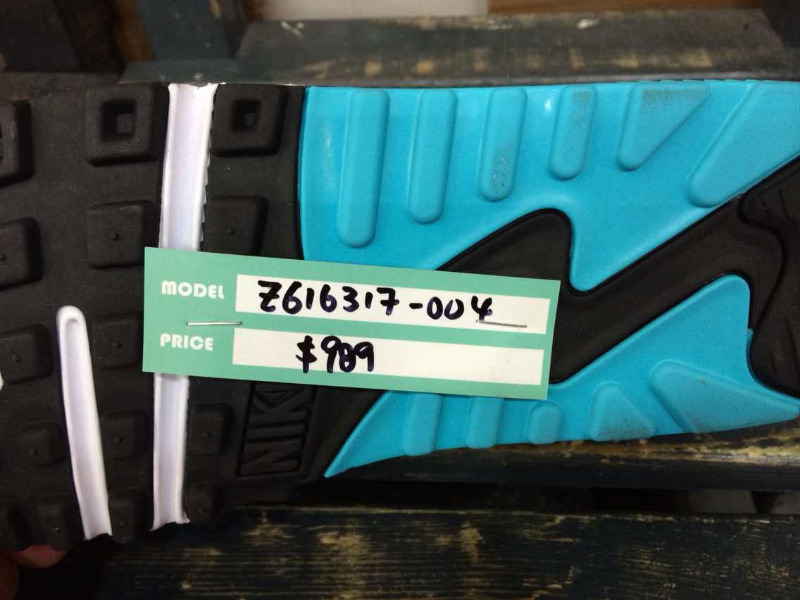 MODEL Z616317-004
PRICE $989
NIKE